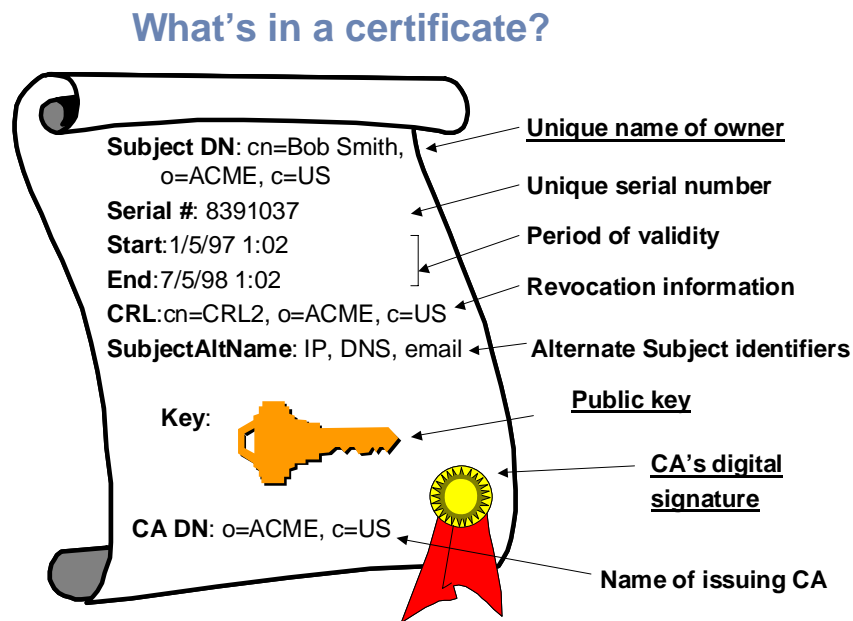 What's in a certificate?
Subject DN: cn=Bob Smith,
o=ACME, c=US
Serial #: 8391037
Start:1/5/97 1:02
End:7/5/98 1:02
CRL:cn=CRL2, o=ACME, c=US
SubjectAltName: IP, DNS, email
Key:
CA DN: o=ACME, c=US
Unique name of owner
Unique serial number
Period of validity
Revocation information
Alternate Subject identifiers
Public key
CA's digital
signature
Name of issuing CA